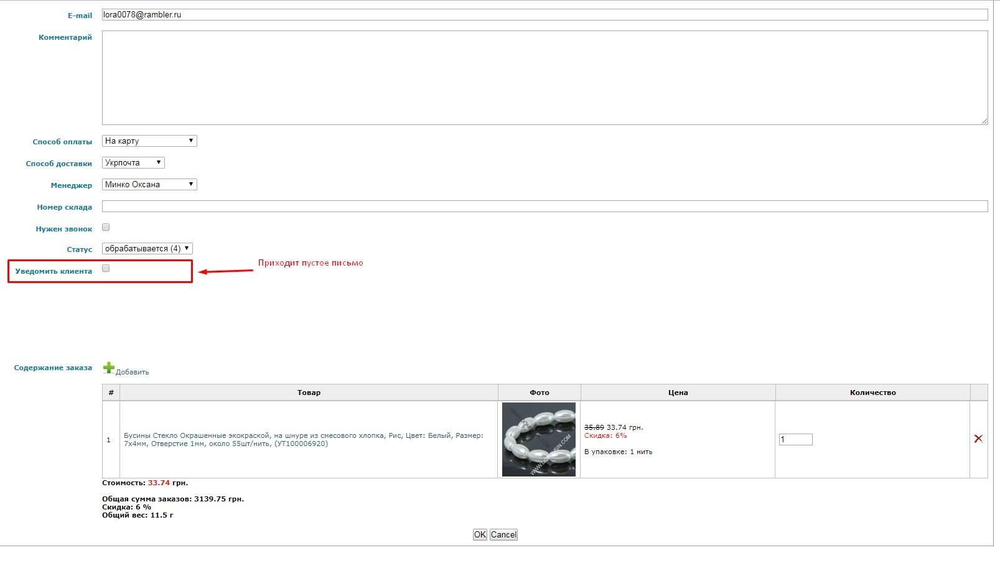 E-mail lora0078@rambler.ru
Комментарий
Способ оплаты На карту
Способ доставки Укрпочта
Менеджер Минко Оксана
Номер склада
Нужен звонок
Статус обрабатывается (4)
Уведомить клиента
Приходит пустое письмо
Содержание заказа Добавить
# Товар Фото Цена Количество
1
Бусины Стекло Окрашенные экокраской, на шнуре из смесового хлопка, Рис, Цвет: Белый, Размер:
7x4мм, Отверстие 1мм, около 55шт/нить, (УТ100006920)
35.89 33.74 грн.
Скидка: 6%
В упаковке: 1 нить
1
Стоимость: 33.74 грн.
Общая сумма заказов: 3139.75 грн.
Скидка: 6 %
Общий вес: 11.5 г
OK Cancel